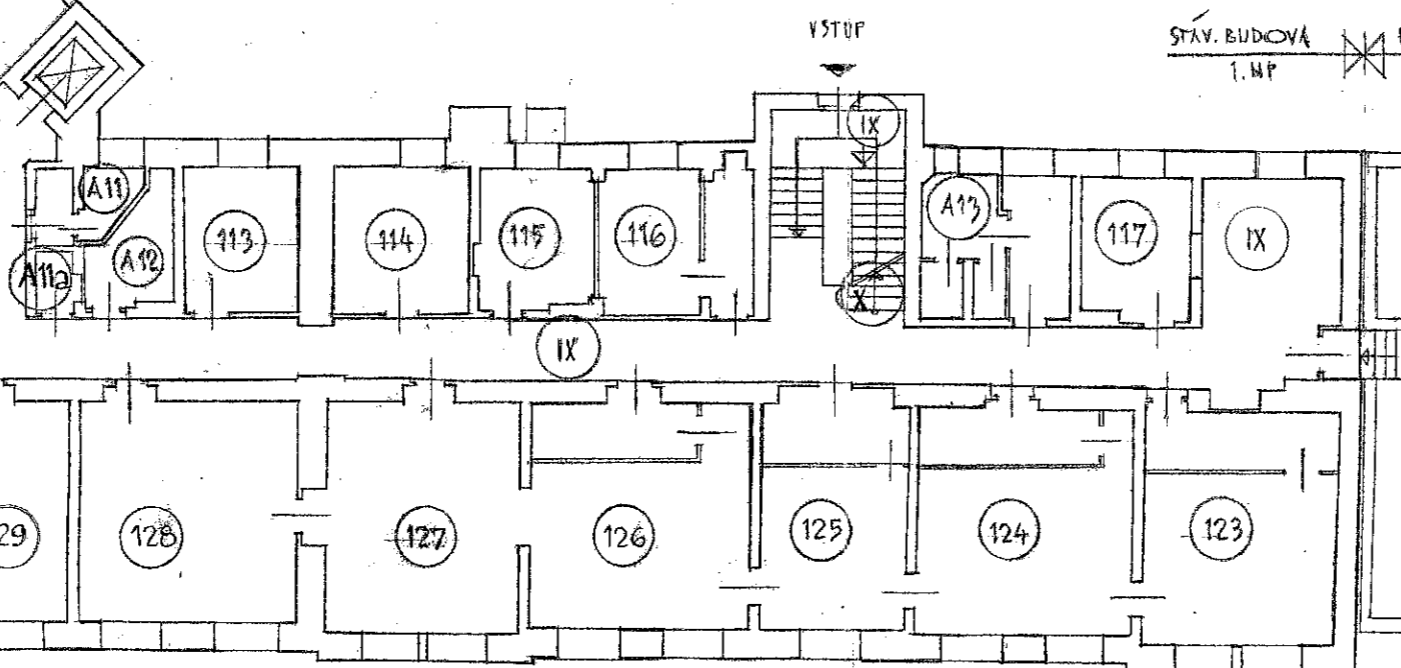 VSTUP
STÁV. BUDOVA
1. NP
IX
A11
A13
113
114
115
116
117
IX
A12
A11a
X
IX
29
128
127
126
125
124
123